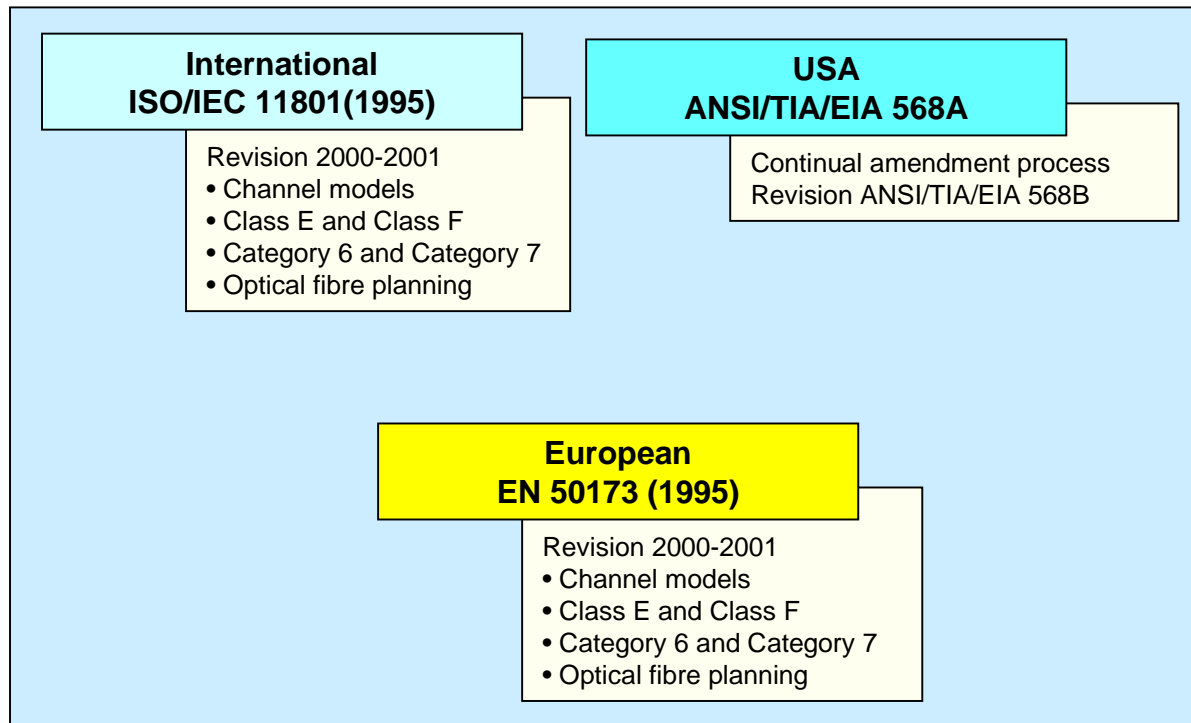 International
ISO/IEC 11801(1995)
Revision 2000-2001
• Channel models
• Class E and Class F
• Category 6 and Category 7
• Optical fibre planning
USA
ANSI/TIA/EIA 568A
Continual amendment process
Revision ANSI/TIA/EIA 568B
European
EN 50173 (1995)
Revision 2000-2001
• Channel models
• Class E and Class F
• Category 6 and Category 7
• Optical fibre planning